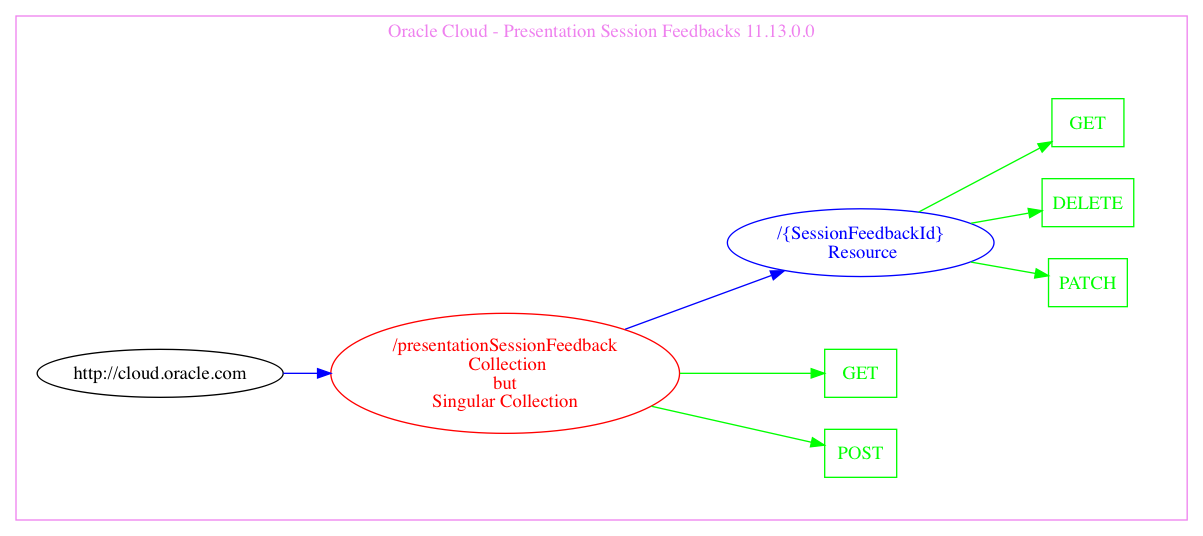 Oracle Cloud - Presentation Session Feedbacks 11.13.0.0
GET
DELETE
/{SessionFeedbackId}
Resource
PATCH
/presentationSessionFeedback
Collection
but
Singular Collection
http://cloud.oracle.com
GET
POST